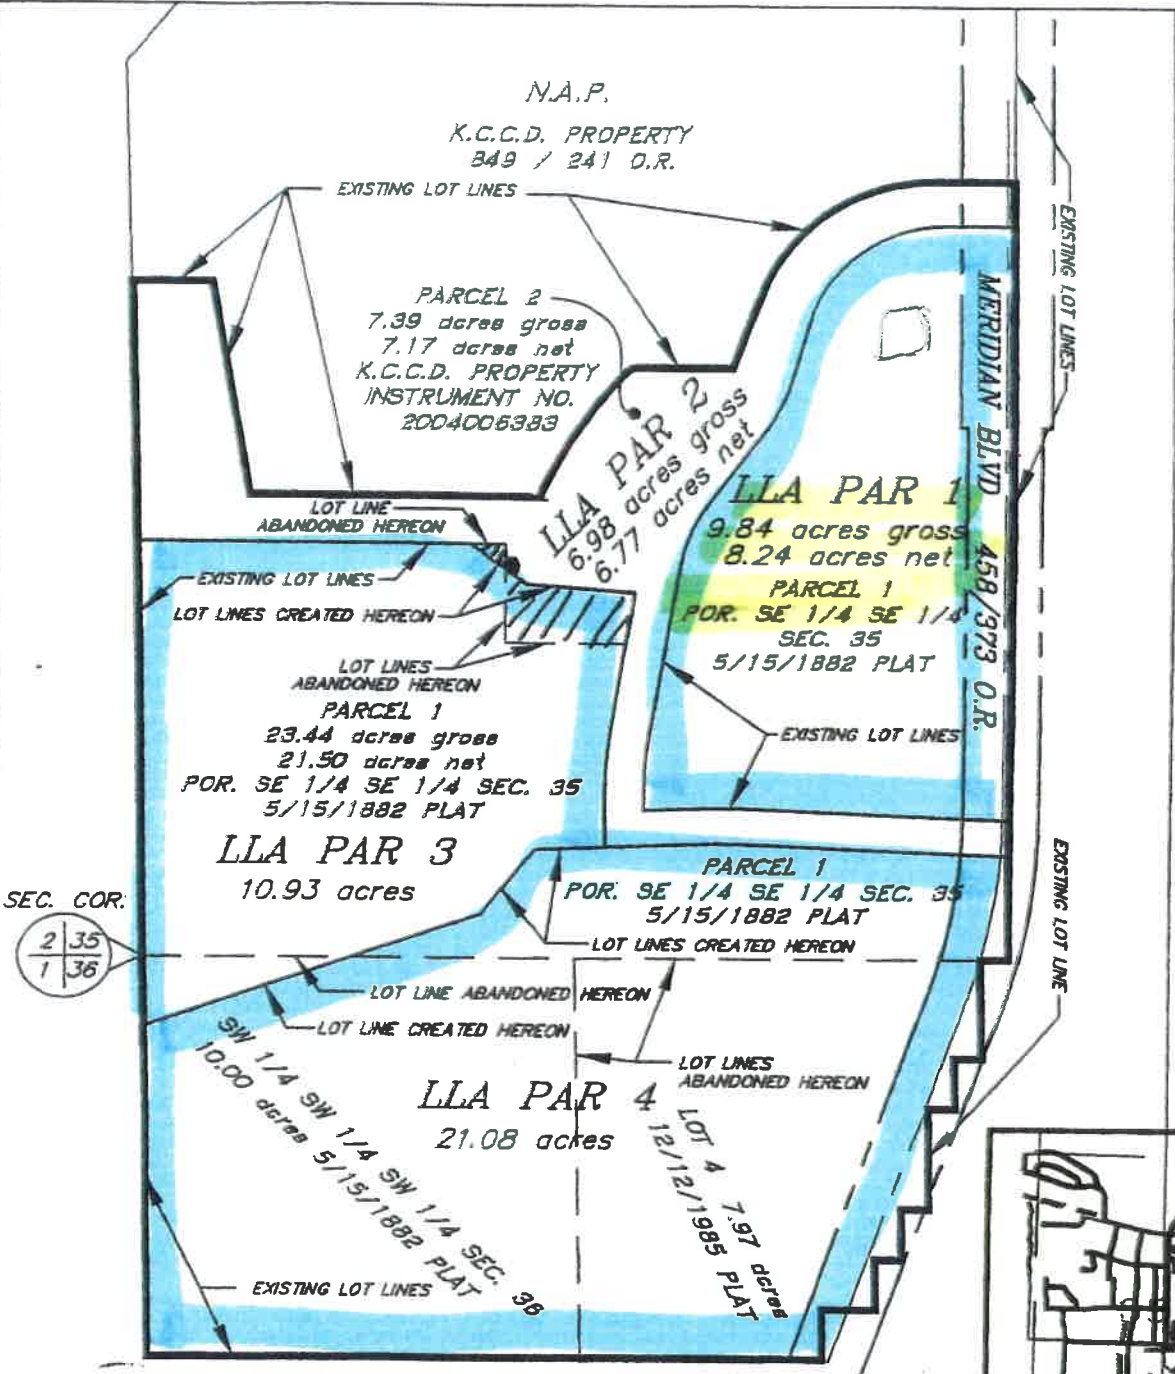 N.A.P.
K.C.C.D. PROPERTY
849 / 241 O.R.
EXISTING LOT LINES
EXISTING LOT LINES
PARCEL 2
7.39 acres gross
7.17 acres net
K.C.C.D. PROPERTY
INSTRUMENT NO.
2004006383
LLA PAR 2
6.98 acres gross
6.77 acres net
MERIDIAN BLVD 458/373 O.R.
LLA PAR 1
9.84 acres gross
8.24 acres net
PARCEL 1
POR. SE 1/4 SE 1/4
SEC. 35
5/15/1882 PLAT
LOT LINE
ABANDONED HEREON
EXISTING LOT LINES
LOT LINES CREATED HEREON
LOT LINES
ABANDONED HEREON
PARCEL 1
23.44 acres gross
21.50 acres net
POR. SE 1/4 SE 1/4 SEC. 35
5/15/1882 PLAT
EXISTING LOT LINES
LLA PAR 3
10.93 acres
SEC. COR.
2 35
1 36
PARCEL 1
POR. SE 1/4 SE 1/4 SEC. 35
5/15/1882 PLAT
LOT LINES CREATED HEREON
EXISTING LOT LINE
LOT LINE ABANDONED HEREON
LOT LINE CREATED HEREON
LOT LINES
ABANDONED HEREON
LLA PAR 4
21.08 acres
SW 1/4 SW 1/4 SW 1/4 SEC. 36
10.00 acres 5/15/1882 PLAT
LOT 4 7.97 acres
12/12/1985 PLAT
EXISTING LOT LINES